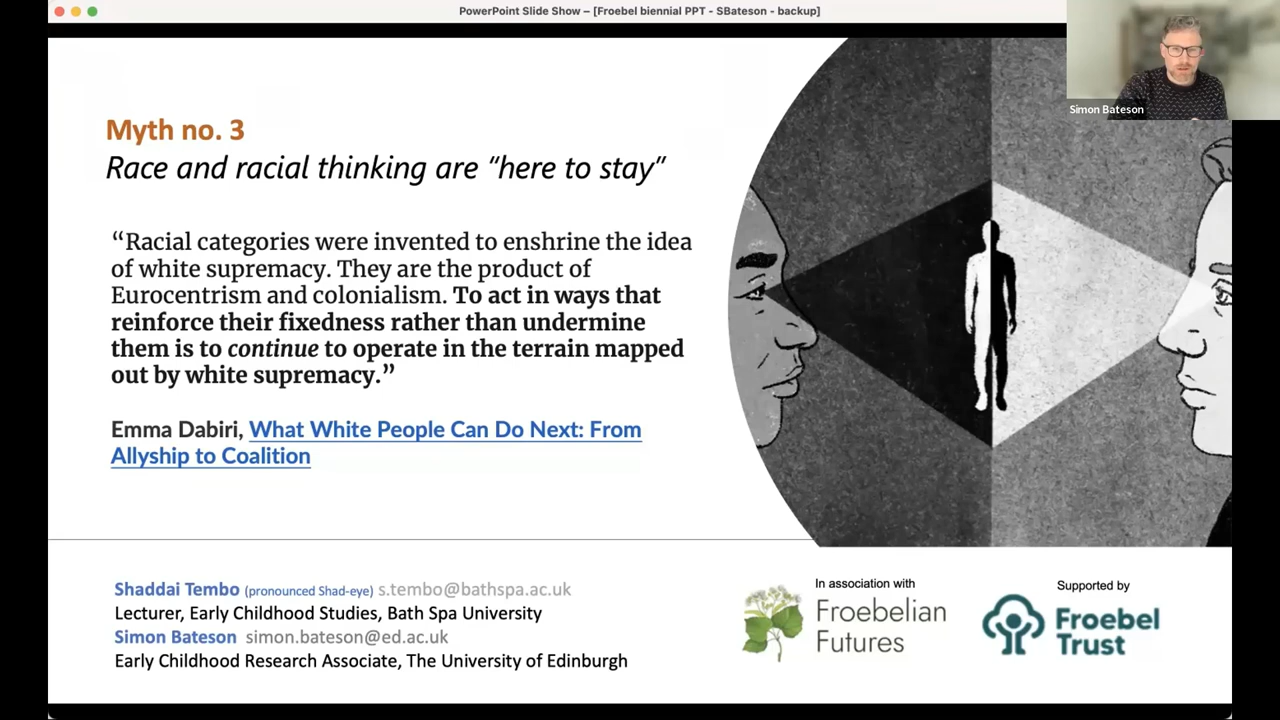 PowerPoint Slide Show – [Froebel biennial PPT - SBateson - backup]
Simon Bateson
Myth no. 3
Race and racial thinking are “here to stay”
“Racial categories were invented to enshrine the idea
of white supremacy. They are the product of
Eurocentrism and colonialism. To act in ways that
reinforce their fixedness rather than undermine
them is to continue to operate in the terrain mapped
out by white supremacy.”
Emma Dabiri, What White People Can Do Next: From
Allyship to Coalition
Shaddai Tembo (pronounced Shad-eye) s.tembo@bathspa.ac.uk
Lecturer, Early Childhood Studies, Bath Spa University
Simon Bateson simon.bateson@ed.ac.uk
Early Childhood Research Associate, The University of Edinburgh
In association with
Froebelian
Futures
Supported by
Froebel
Trust